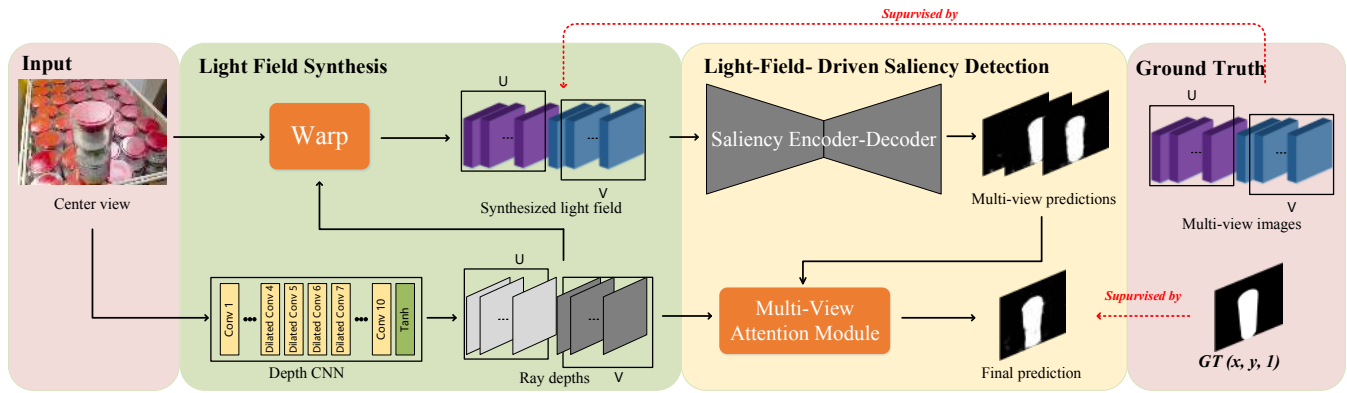 Supurvised by
Input
Light Field Synthesis
Light-Field- Driven Saliency Detection
Ground Truth
U
U
Warp
...
Saliency Encoder-Decoder
...
V
V
Center view
Synthesized light field
Multi-view predictions
Multi-view images
U
Conv 1
•••
Dilated Conv 4
Dilated Conv 5
Dilated Conv 6
Dilated Conv 7
•••
Conv 10
Tanh
...
...
Multi-View
Attention Module
Supurvised by
Depth CNN
Ray depths
V
Final prediction
GT (x, y, 1)